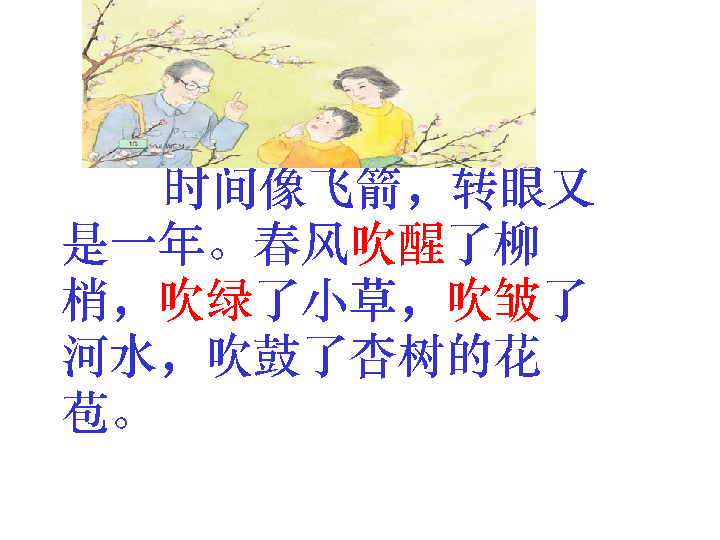 时间像飞箭，转眼又
是一年。春风吹醒了柳
梢，吹绿了小草，吹皱了
河水，吹鼓了杏树的花
苞。